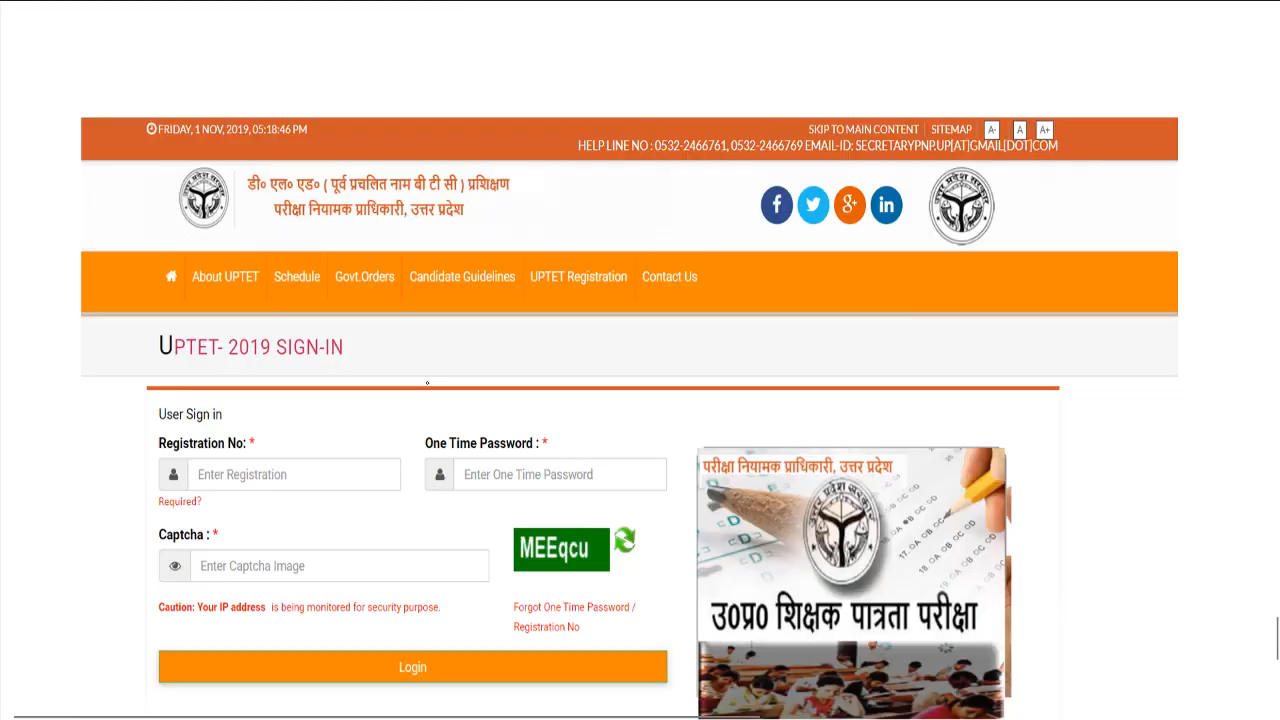 FRIDAY, 1 NOV, 2019, 05:18:46 PM
SKIP TO MAIN CONTENT SITEMAP A- A A+
HELP LINE NO : 0532-2466761, 0532-2466769 EMAIL-ID: SECRETARYPNP.UP[AT]GMAIL[DOT]COM
डी० एल० एड० ( पूर्व प्रचलित नाम बी टी सी ) प्रशिक्षण
परीक्षा नियामक प्राधिकारी, उत्तर प्रदेश
About UPTET Schedule Govt.Orders Candidate Guidelines UPTET Registration Contact Us
UPTET- 2019 SIGN-IN
User Sign in
Registration No: * One Time Password : *
Enter Registration Enter One Time Password
Required?
Captcha : *
MEEqcu
Enter Captcha Image
Caution: Your IP address is being monitored for security purpose.
Forgot One Time Password /
Registration No
Login
परीक्षा नियामक प्राधिकारी, उत्तर प्रदेश
उ0प्र0 शिक्षक पात्रता परीक्षा